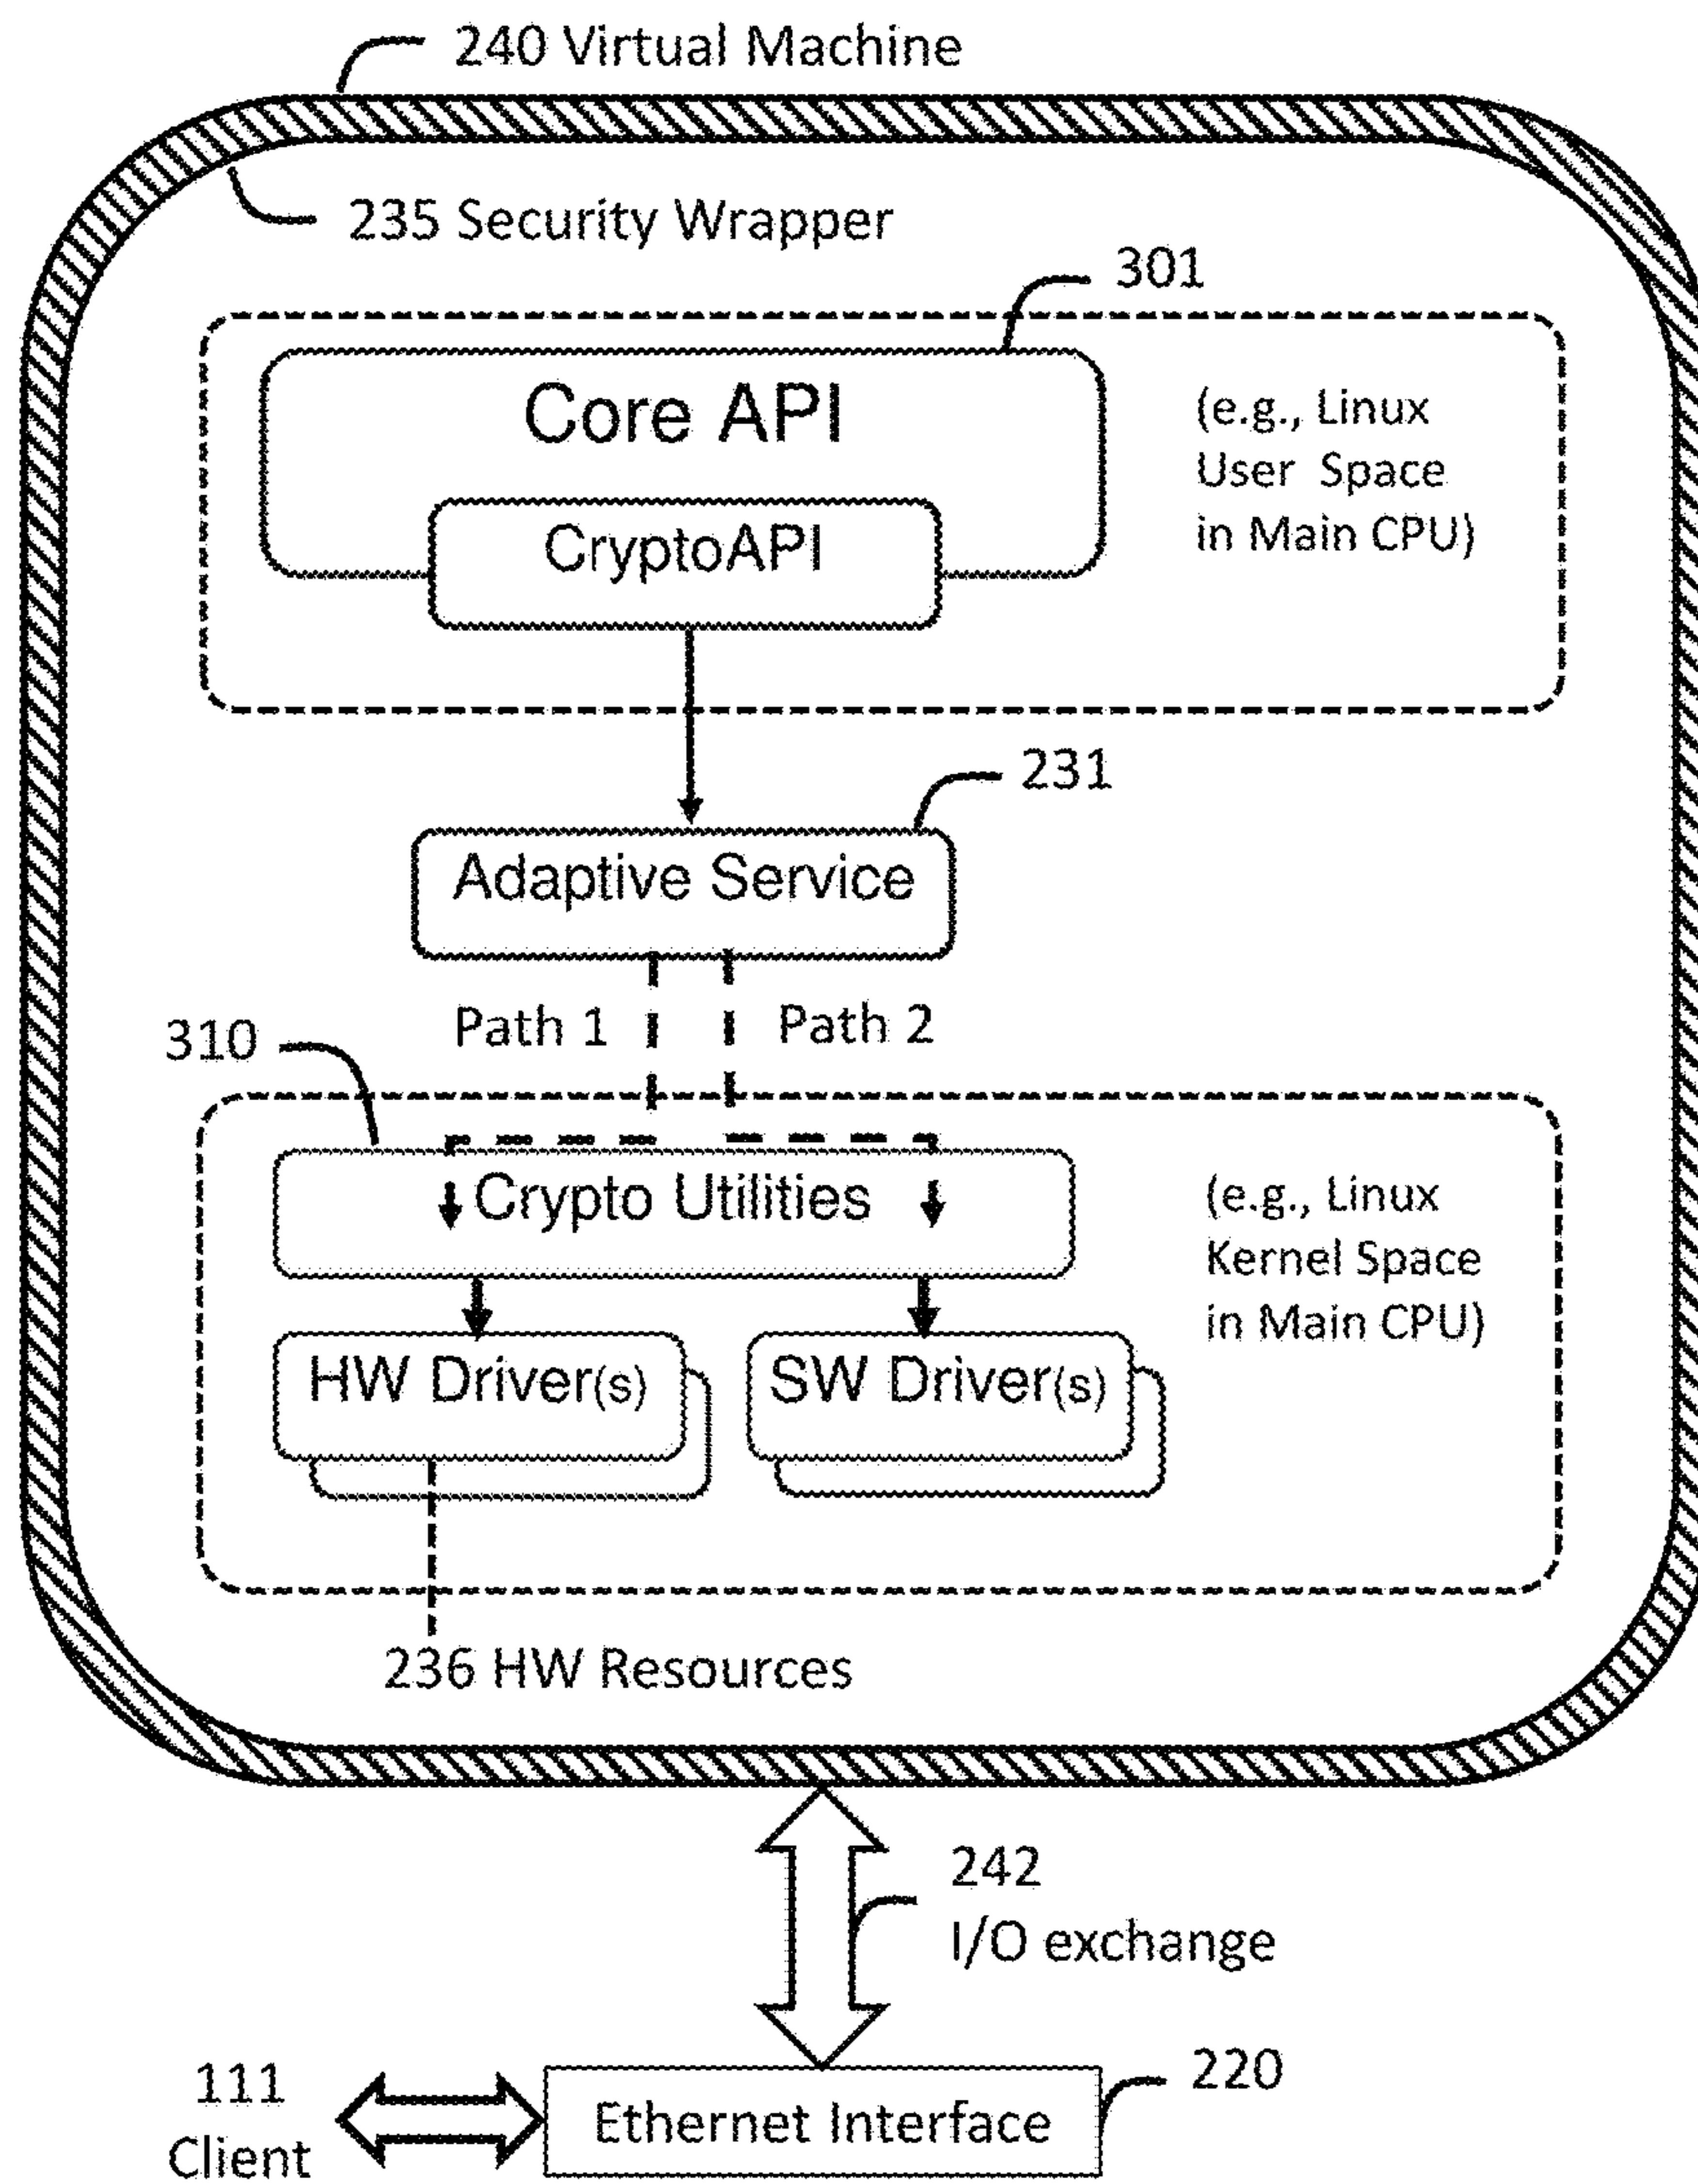 240 Virtual Machine
235 Security Wrapper
301
Core API
(e.g., Linux
User Space
in Main CPU)
CryptoAPI
231
Adaptive Service
Path 1
Path 2
310
Crypto Utilities
(e.g., Linux
Kernel Space
in Main CPU)
HW Driver(s)
SW Driver(s)
236 HW Resources
242
I/O exchange
111
Client
Ethernet Interface
220